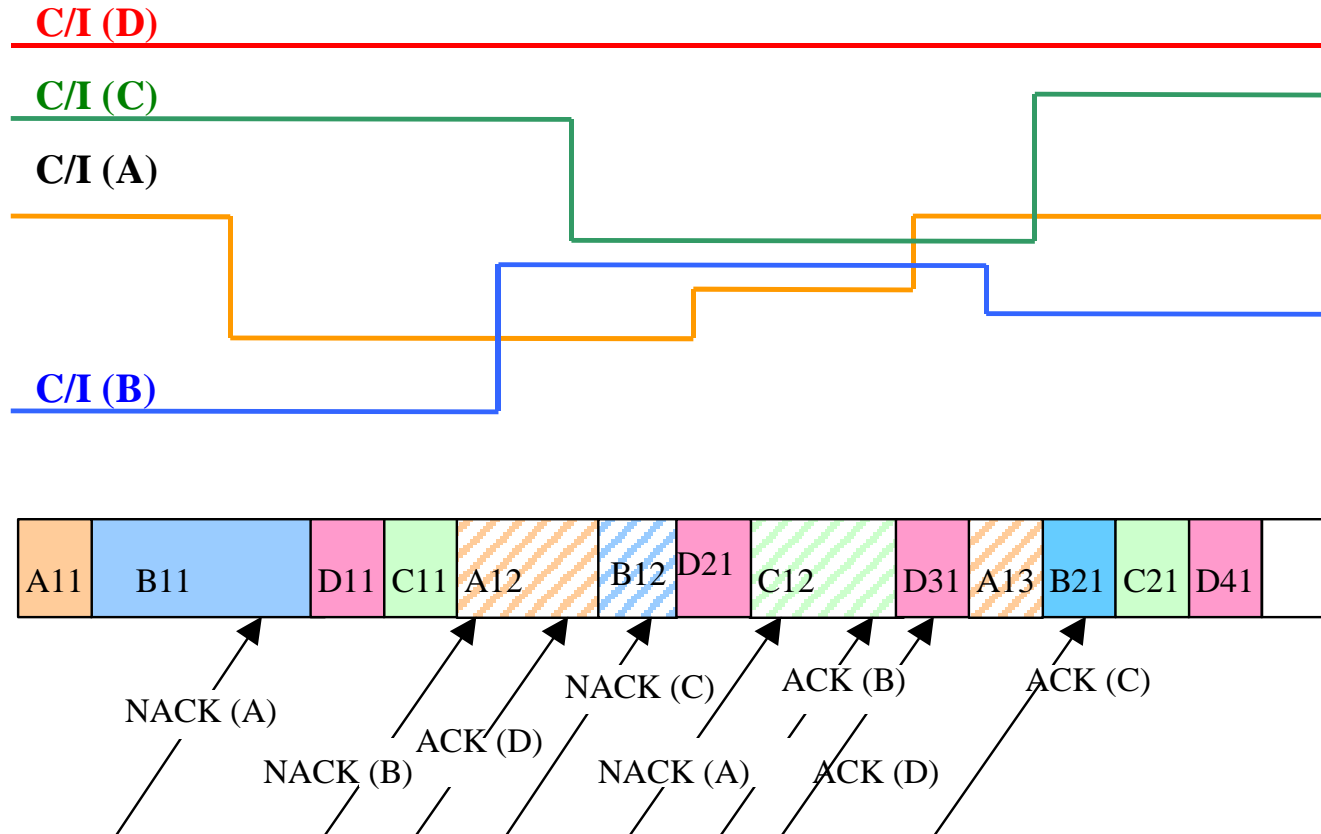 C/I (D)
C/I (C)
C/I (A)
C/I (B)
A11 B11 D11 C11 A12 B12 D21 C12 D31 A13 B21 C21 D41
NACK (C) ACK (B) ACK (C)
NACK (A)
ACK (D)
NACK (B) NACK (A) ACK (D)